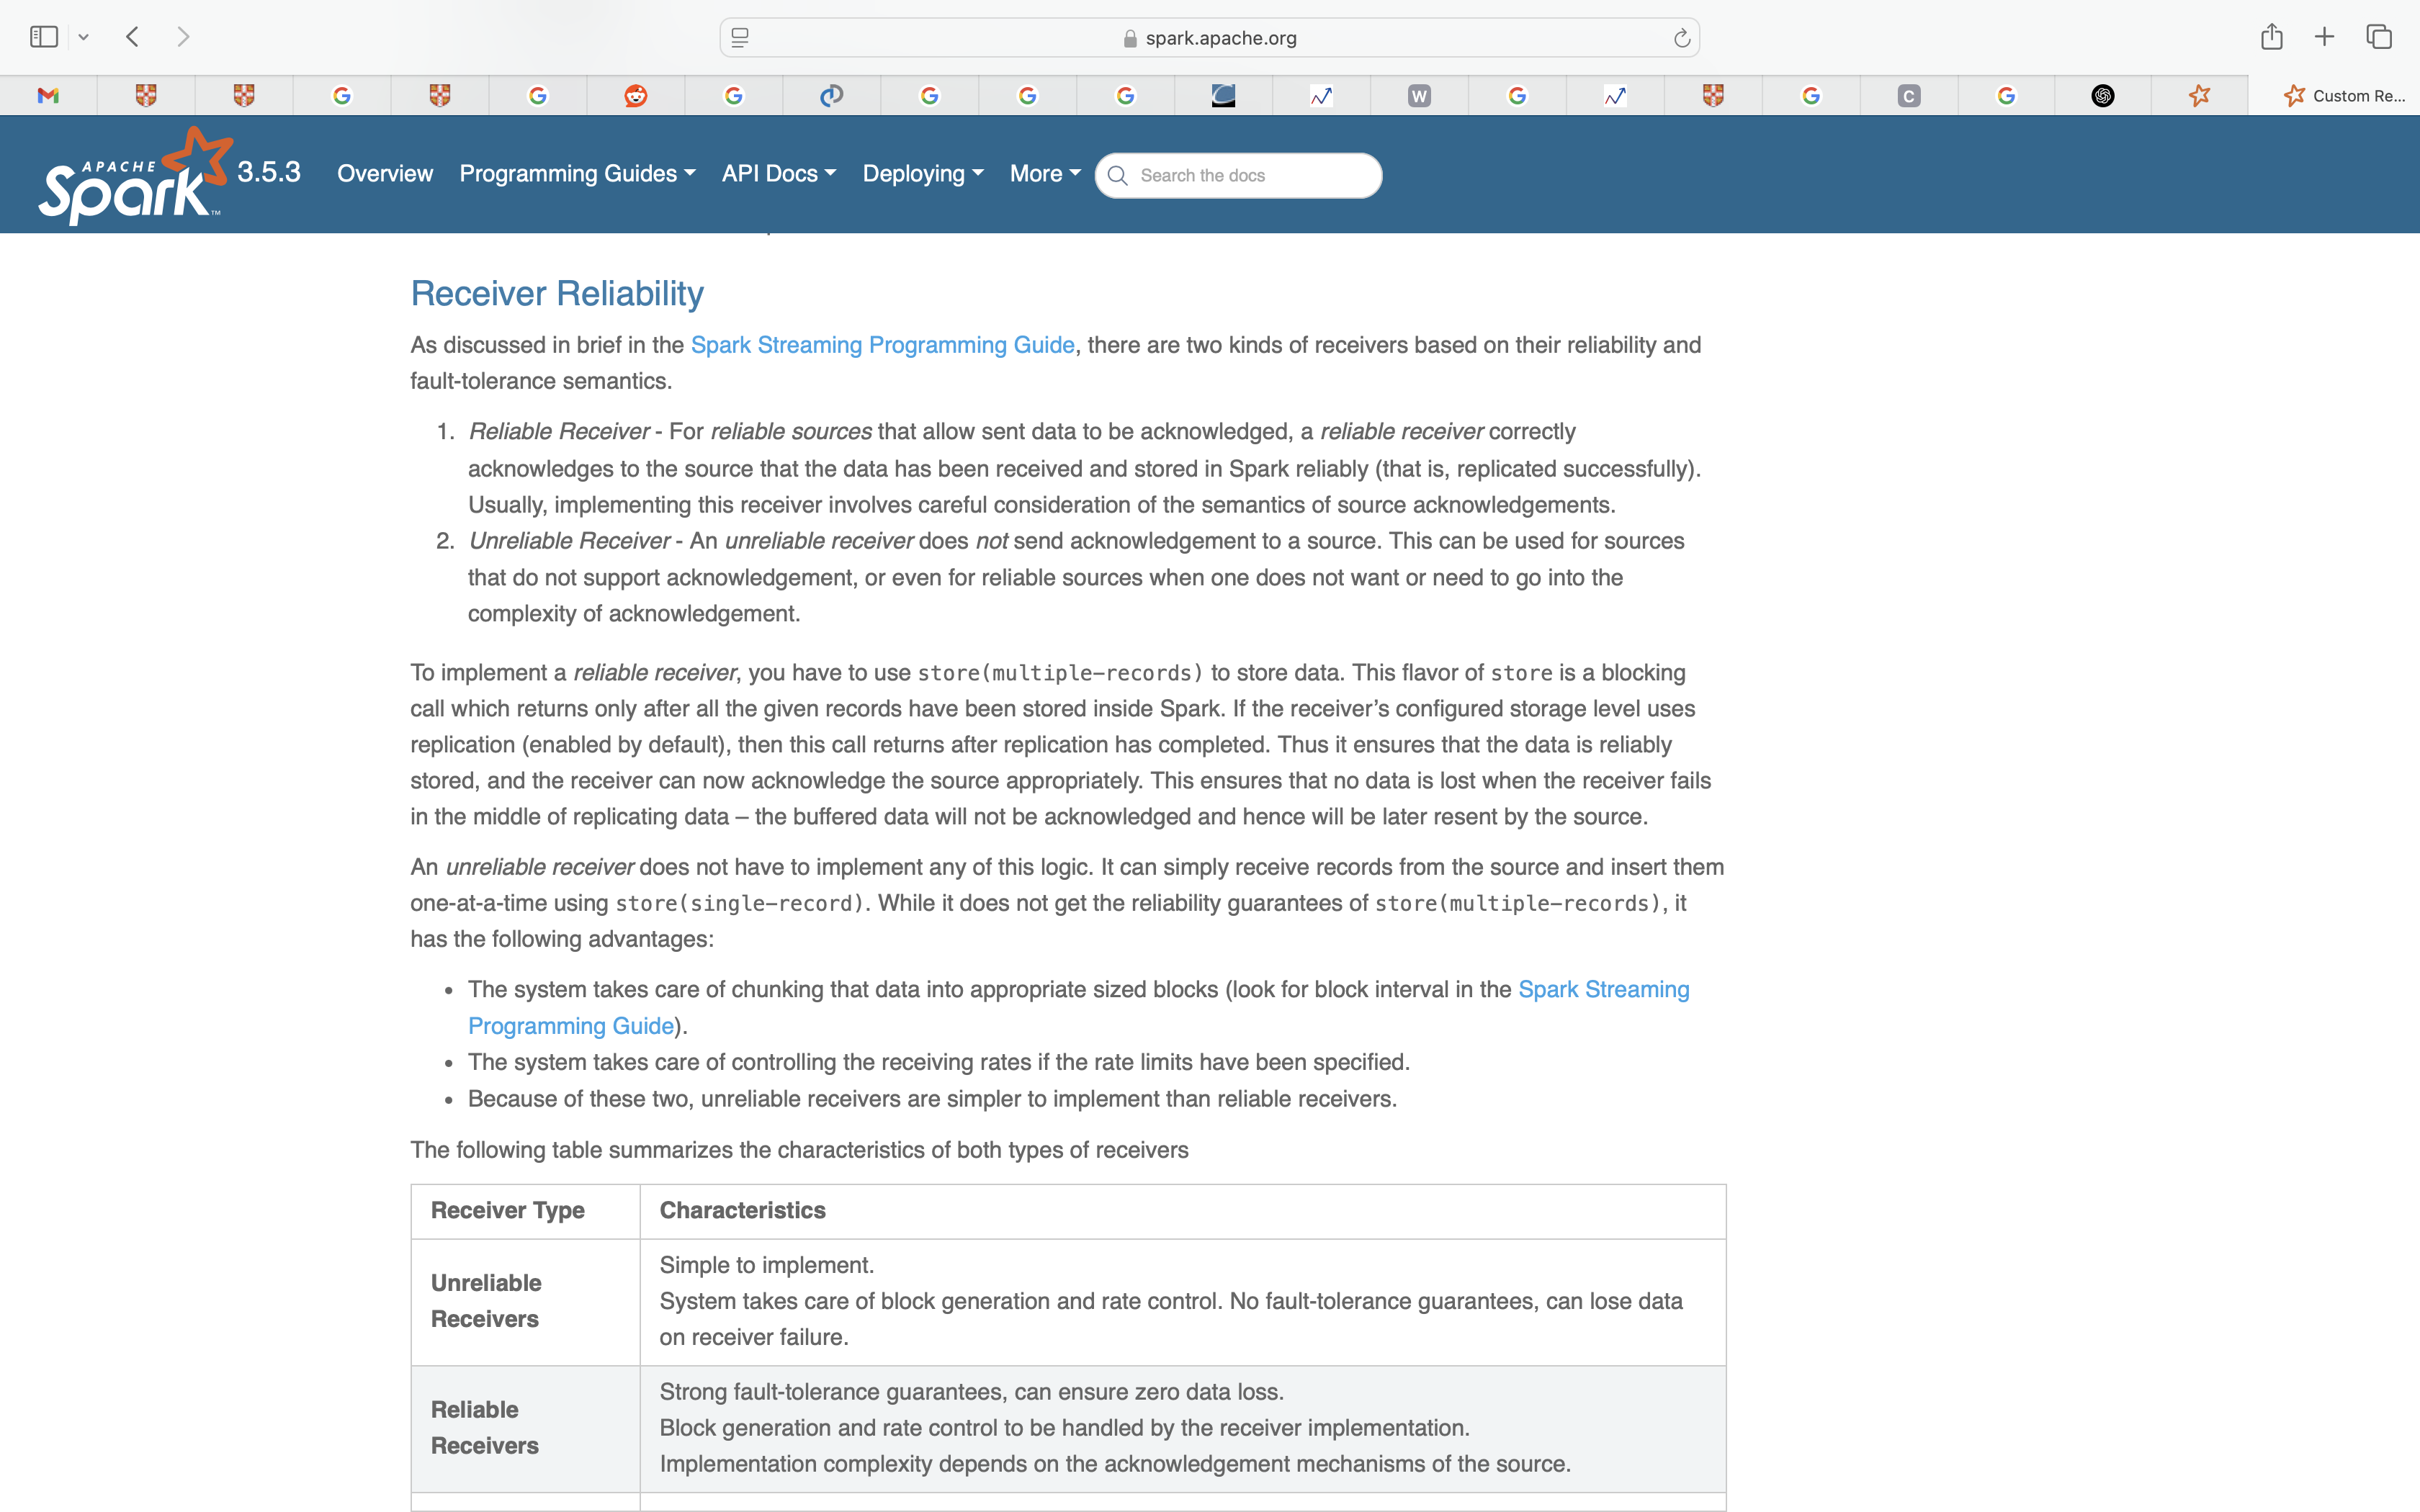 spark.apache.org
W
C
Custom Re...
APACHE
Spark™
3.5.3
Overview
Programming Guides
API Docs
Deploying
More
Search the docs
Receiver Reliability
As discussed in brief in the Spark Streaming Programming Guide, there are two kinds of receivers based on their reliability and
fault-tolerance semantics.
1. Reliable Receiver - For reliable sources that allow sent data to be acknowledged, a reliable receiver correctly
acknowledges to the source that the data has been received and stored in Spark reliably (that is, replicated successfully).
Usually, implementing this receiver involves careful consideration of the semantics of source acknowledgements.
2. Unreliable Receiver - An unreliable receiver does not send acknowledgement to a source. This can be used for sources
that do not support acknowledgement, or even for reliable sources when one does not want or need to go into the
complexity of acknowledgement.
To implement a reliable receiver, you have to use store(multiple-records) to store data. This flavor of store is a blocking
call which returns only after all the given records have been stored inside Spark. If the receiver’s configured storage level uses
replication (enabled by default), then this call returns after replication has completed. Thus it ensures that the data is reliably
stored, and the receiver can now acknowledge the source appropriately. This ensures that no data is lost when the receiver fails
in the middle of replicating data – the buffered data will not be acknowledged and hence will be later resent by the source.
An unreliable receiver does not have to implement any of this logic. It can simply receive records from the source and insert them
one-at-a-time using store(single-record). While it does not get the reliability guarantees of store(multiple-records), it
has the following advantages:
• The system takes care of chunking that data into appropriate sized blocks (look for block interval in the Spark Streaming
Programming Guide).
• The system takes care of controlling the receiving rates if the rate limits have been specified.
• Because of these two, unreliable receivers are simpler to implement than reliable receivers.
The following table summarizes the characteristics of both types of receivers
Receiver Type
Characteristics
Unreliable
Receivers
Simple to implement.
System takes care of block generation and rate control. No fault-tolerance guarantees, can lose data
on receiver failure.
Reliable
Receivers
Strong fault-tolerance guarantees, can ensure zero data loss.
Block generation and rate control to be handled by the receiver implementation.
Implementation complexity depends on the acknowledgement mechanisms of the source.